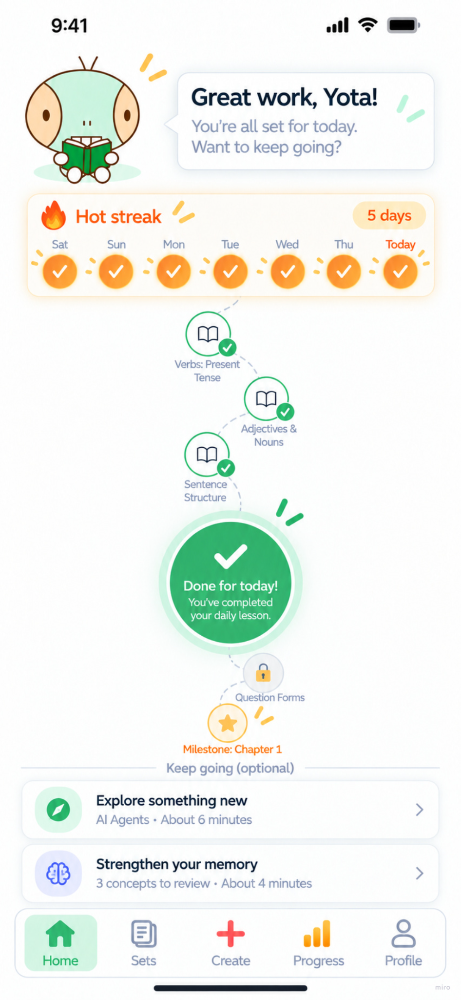 9:41
Great work, Yota!
You're all set for today.
Want to keep going?
Hot streak
5 days
Sat Sun Mon Tue Wed Thu Today
Verbs: Present
Tense
Adjectives &
Nouns
Sentence
Structure
Done for today!
You've completed
your daily lesson.
Question Forms
Milestone: Chapter 1
Keep going (optional)
Explore something new
AI Agents • About 6 minutes
Strengthen your memory
3 concepts to review • About 4 minutes
Home Sets Create Progress Profile
miro